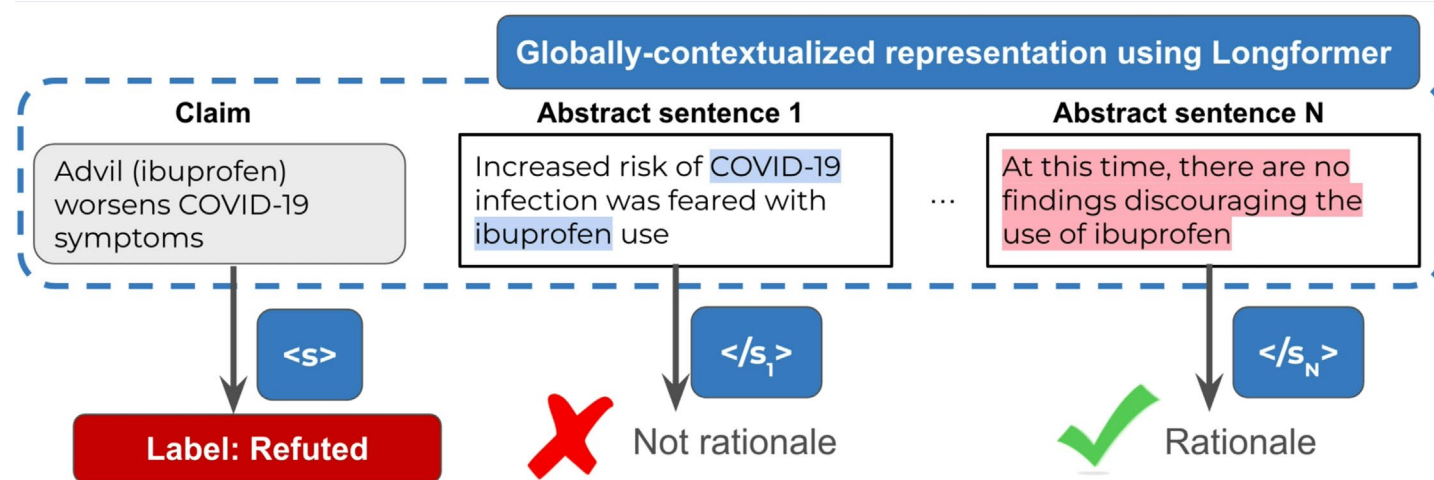 Globally-contextualized representation using Longformer
Claim
Advil (ibuprofen)
worsens COVID-19
symptoms
Abstract sentence 1
Increased risk of COVID-19
infection was feared with
ibuprofen use
...
Abstract sentence N
At this time, there are no
findings discouraging the
use of ibuprofen
<s>
</s1>
</sN>
Label: Refuted
Not rationale
Rationale